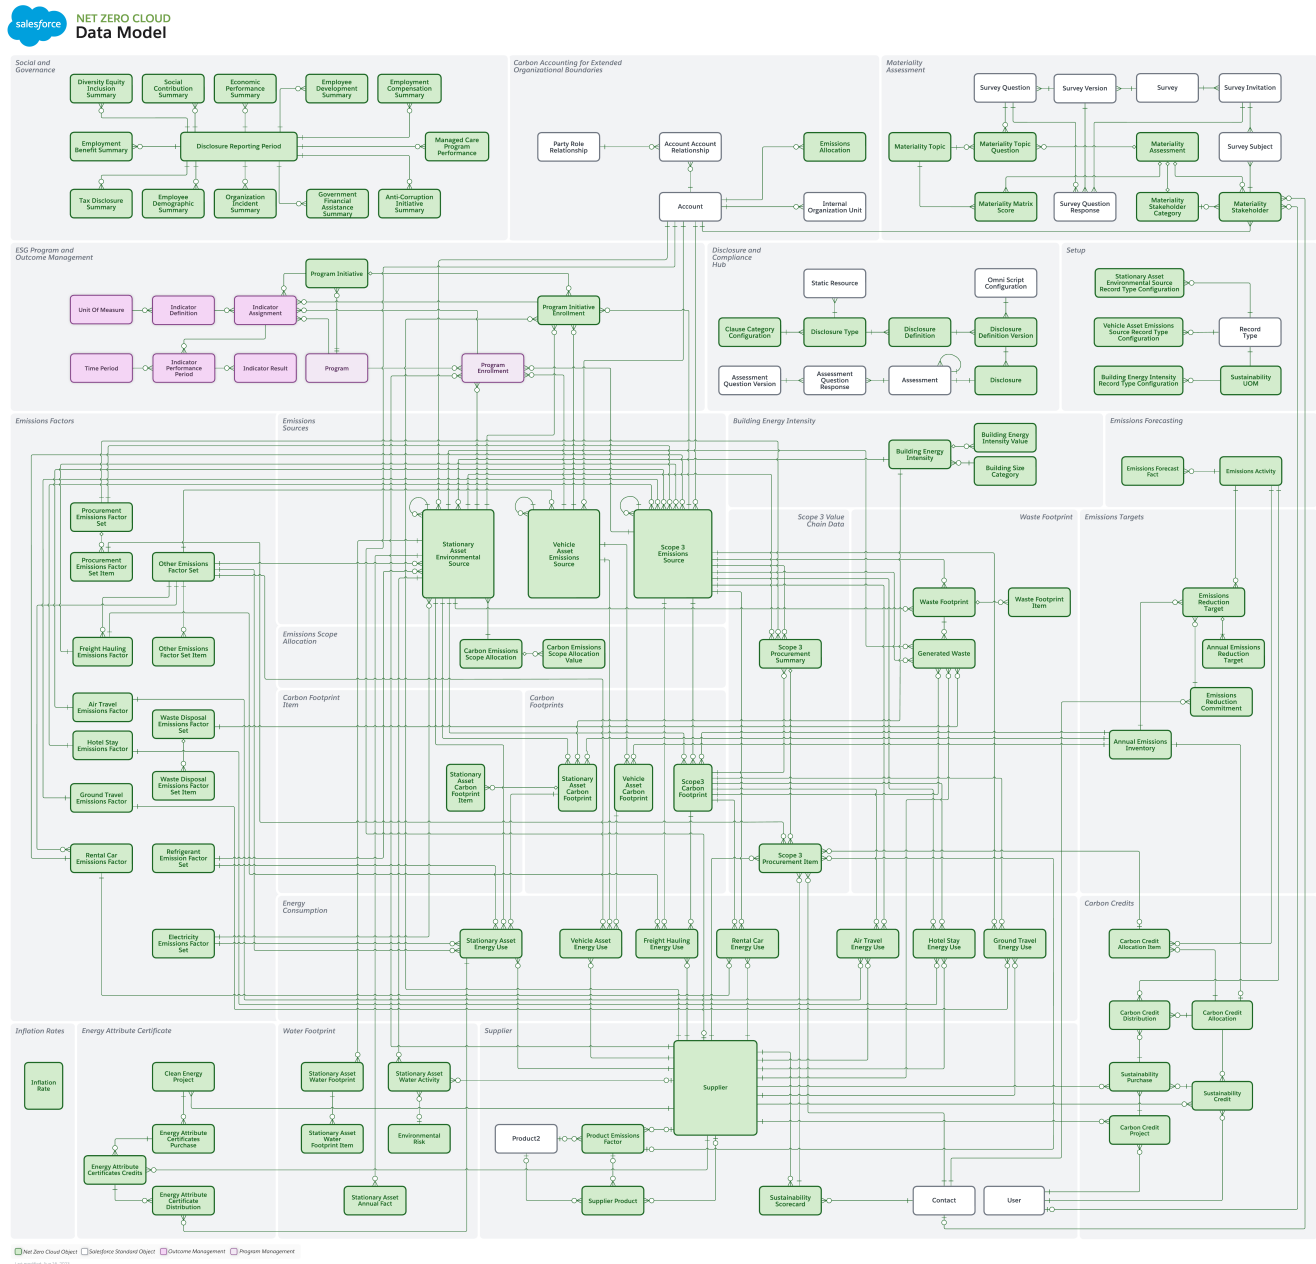 salesforce
NET ZERO CLOUD
Data Model
Social and
Governance
Diversity Equity
Inclusion
Summary
Social
Contribution
Summary
Economic
Performance
Summary
Employee
Development
Summary
Employment
Compensation
Summary
Employment
Benefit Summary
Disclosure Reporting Period
Managed Care
Program
Performance
Tax Disclosure
Summary
Employee
Demographic
Summary
Organization
Incident
Summary
Government
Financial
Assistance
Summary
Anti-Corruption
Initiative
Summary
Carbon Accounting for Extended
Organizational Boundaries
Party Role
Relationship
Account Account
Relationship
Emissions
Allocation
Account
Internal
Organization Unit
Materiality
Assessment
Survey Question
Survey Version
Survey
Survey Invitation
Materiality Topic
Materiality Topic
Question
Materiality
Assessment
Survey Subject
Materiality Matrix
Score
Survey Question
Response
Materiality
Stakeholder
Category
Materiality
Stakeholder
ESG Program and
Outcome Management
Program Initiative
Unit Of Measure
Indicator
Definition
Indicator
Assignment
Program Initiative
Enrollment
Time Period
Indicator
Performance
Period
Indicator Result
Program
Program
Enrollment
Disclosure and
Compliance
Hub
Static Resource
Omni Script
Configuration
Clause Category
Configuration
Disclosure Type
Disclosure
Definition
Disclosure
Definition Version
Assessment
Question Version
Assessment
Question
Response
Assessment
Disclosure
Setup
Stationary Asset
Environmental Source
Record Type Configuration
Vehicle Asset Emissions
Source Record Type
Configuration
Record
Type
Building Energy Intensity
Record Type Configuration
Sustainability
UOM
Emissions Factors
Procurement
Emissions Factor
Set
Procurement
Emissions Factor
Set Item
Other Emissions
Factor Set
Freight Hauling
Emissions Factor
Other Emissions
Factor Set Item
Air Travel
Emissions Factor
Waste Disposal
Emissions Factor
Set
Hotel Stay
Emissions Factor
Waste Disposal
Emissions Factor
Set Item
Ground Travel
Emissions Factor
Rental Car
Emissions Factor
Refrigerant
Emission Factor
Set
Electricity
Emissions Factor
Set
Emissions
Sources
Stationary
Asset
Environmental
Source
Vehicle
Asset
Emissions
Source
Scope 3
Emissions
Source
Emissions Scope
Allocation
Carbon Emissions
Scope Allocation
Carbon Emissions
Scope Allocation
Value
Carbon Footprint
Item
Stationary
Asset
Carbon
Footprint
Item
Carbon
Footprints
Stationary
Asset
Carbon
Footprint
Vehicle
Asset
Carbon
Footprint
Scope3
Carbon
Footprint
Building Energy Intensity
Building Energy
Intensity
Building Energy
Intensity Value
Building Size
Category
Scope 3 Value
Chain Data
Scope 3
Procurement
Summary
Scope 3
Procurement Item
Waste Footprint
Waste Footprint
Waste Footprint
Item
Generated Waste
Emissions Forecasting
Emissions Forecast
Fact
Emissions Activity
Emissions Targets
Emissions
Reduction
Target
Annual Emissions
Reduction
Target
Emissions
Reduction
Commitment
Annual Emissions
Inventory
Energy
Consumption
Stationary Asset
Energy Use
Vehicle Asset
Energy Use
Freight Hauling
Energy Use
Rental Car
Energy Use
Air Travel
Energy Use
Hotel Stay
Energy Use
Ground Travel
Energy Use
Carbon Credits
Carbon Credit
Allocation Item
Carbon Credit
Distribution
Carbon Credit
Allocation
Sustainability
Purchase
Sustainability
Credit
Carbon Credit
Project
Inflation Rates
Inflation
Rate
Energy Attribute Certificate
Clean Energy
Project
Energy Attribute
Certificates
Purchase
Energy Attribute
Certificates Credits
Energy Attribute
Certificate
Distribution
Water Footprint
Stationary Asset
Water Footprint
Stationary Asset
Water Activity
Stationary Asset
Water
Footprint Item
Environmental
Risk
Stationary Asset
Annual Fact
Supplier
Supplier
Product2
Product Emissions
Factor
Supplier Product
Sustainability
Scorecard
Contact
User
Net Zero Cloud Object
Salesforce Standard Object
Outcome Management
Program Management